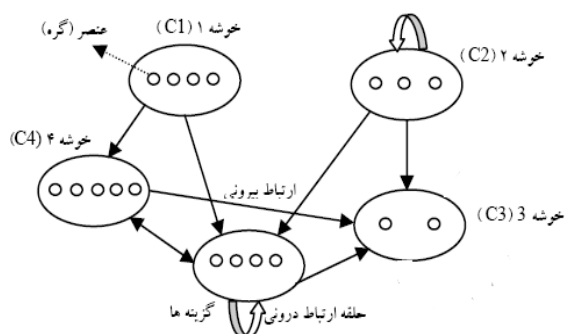 عنصر (گره)
خوشه ۱ (C1)
خوشه ۲ (C2)
خوشه ۴ (C4)
ارتباط بیرونی
خوشه 3 (C3)
گزینه ها
حلقه ارتباط درونی